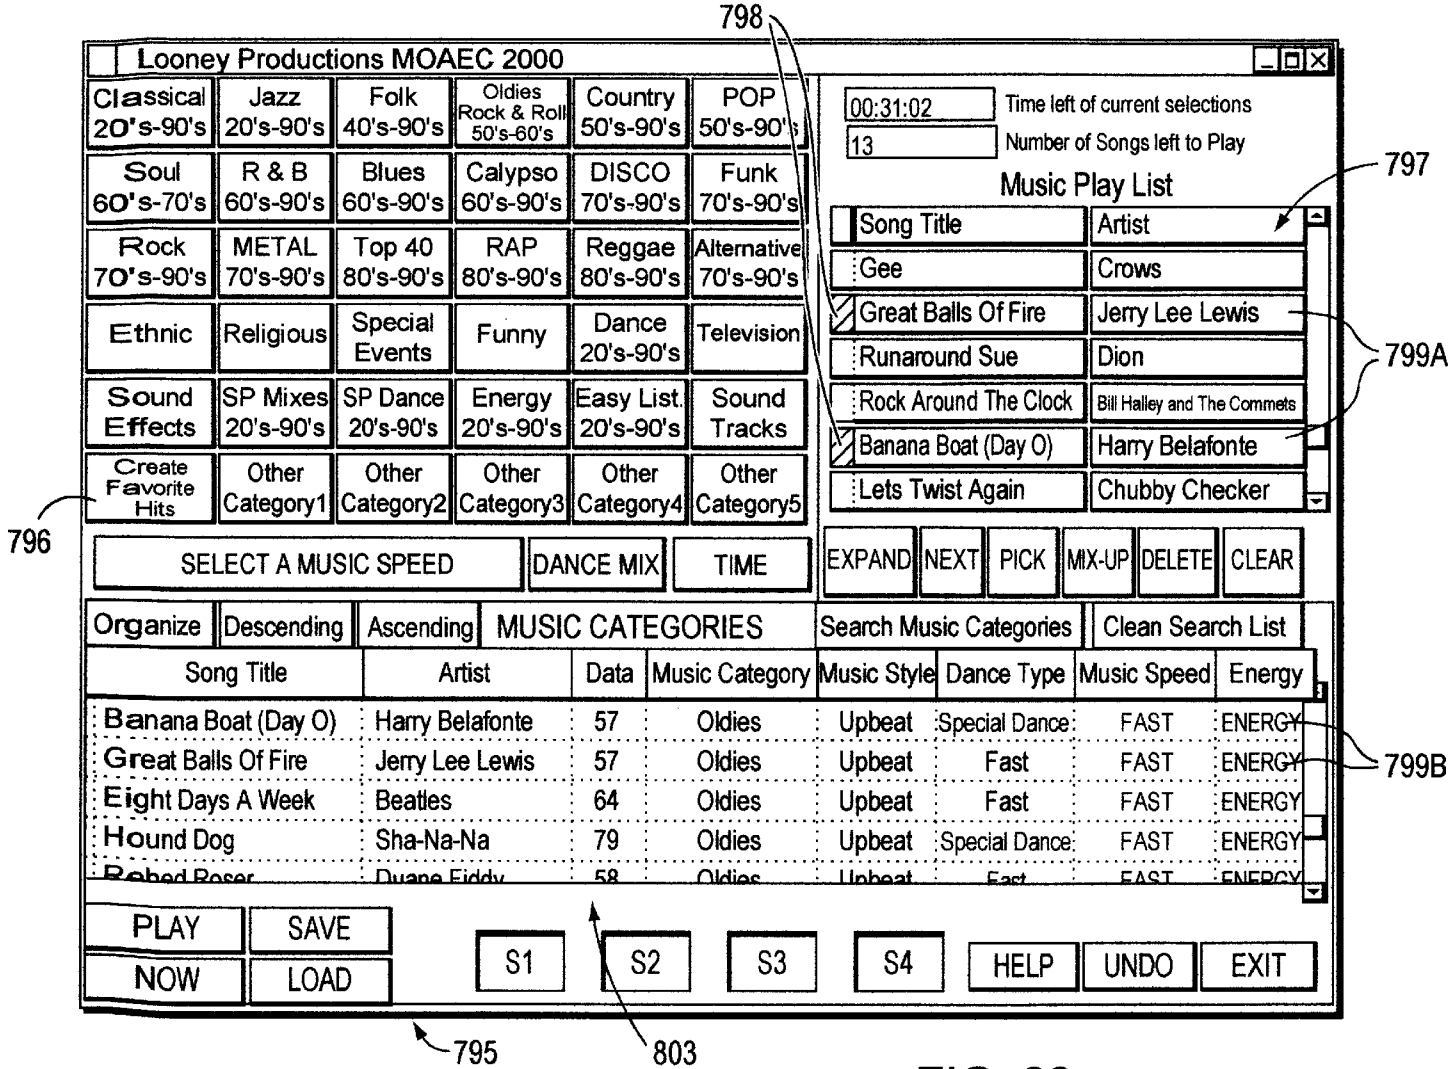 798
Looney Productions MOAEC 2000
Classical Jazz Folk Oldies Country POP
20's-90's 20's-90's 40's-90's Rock & Roll 50's-60's 50's-90's 50's-90's
Soul R & B Blues Calypso DISCO Funk
60's-70's 60's-90's 60's-90's 60's-90's 70's-90's 70's-90's
Rock METAL Top 40 RAP Reggae Alternative
70's-90's 70's-90's 80's-90's 80's-90's 80's-90's 70's-90's
Ethnic Religious Special Events Funny Dance 20's-90's Television
Sound SP Mixes SP Dance Energy Easy List. Sound
Effects 20's-90's 20's-90's 20's-90's 20's-90's Tracks
Create Favorite Hits Other Category1 Other Category2 Other Category3 Other Category4 Other Category5
796
SELECT A MUSIC SPEED DANCE MIX TIME
00:31:02 Time left of current selections
13 Number of Songs left to Play
Music Play List
797
Song Title Artist
Gee Crows
Great Balls Of Fire Jerry Lee Lewis
Runaround Sue Dion
799A
Rock Around The Clock Bill Halley and The Commets
Banana Boat (Day O) Harry Belafonte
Lets Twist Again Chubby Checker
EXPAND NEXT PICK MIX-UP DELETE CLEAR
Organize Descending Ascending MUSIC CATEGORIES Search Music Categories Clean Search List
Song Title Artist Data Music Category Music Style Dance Type Music Speed Energy
Banana Boat (Day O) Harry Belafonte 57 Oldies Upbeat Special Dance FAST ENERGY
Great Balls Of Fire Jerry Lee Lewis 57 Oldies Upbeat Fast FAST ENERGY
799B
Eight Days A Week Beatles 64 Oldies Upbeat Fast FAST ENERGY
Hound Dog Sha-Na-Na 79 Oldies Upbeat Special Dance FAST ENERGY
Duane 58 Oldies Upbeat Fast FAST ENERGY
PLAY SAVE
NOW LOAD
S1 S2 S3 S4 HELP UNDO EXIT
795
803